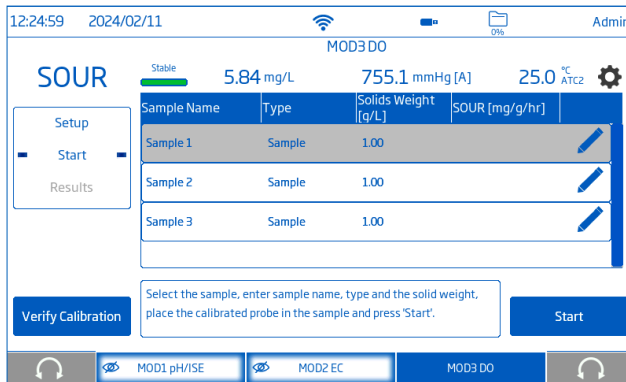 12:24:59 2024/02/11 0% Admin
MOD3 DO
SOUR Stable 5.84 mg/L 755.1 mmHg [A] 25.0 °C ATC2
Setup
Start
Results
Sample Name Type Solids Weight [g/L] SOUR [mg/g/hr]
Sample 1 Sample 1.00
Sample 2 Sample 1.00
Sample 3 Sample 1.00
Verify Calibration
Select the sample, enter sample name, type and the solid weight,
place the calibrated probe in the sample and press 'Start'.
Start
MOD1 pH/ISE MOD2 EC MOD3 DO